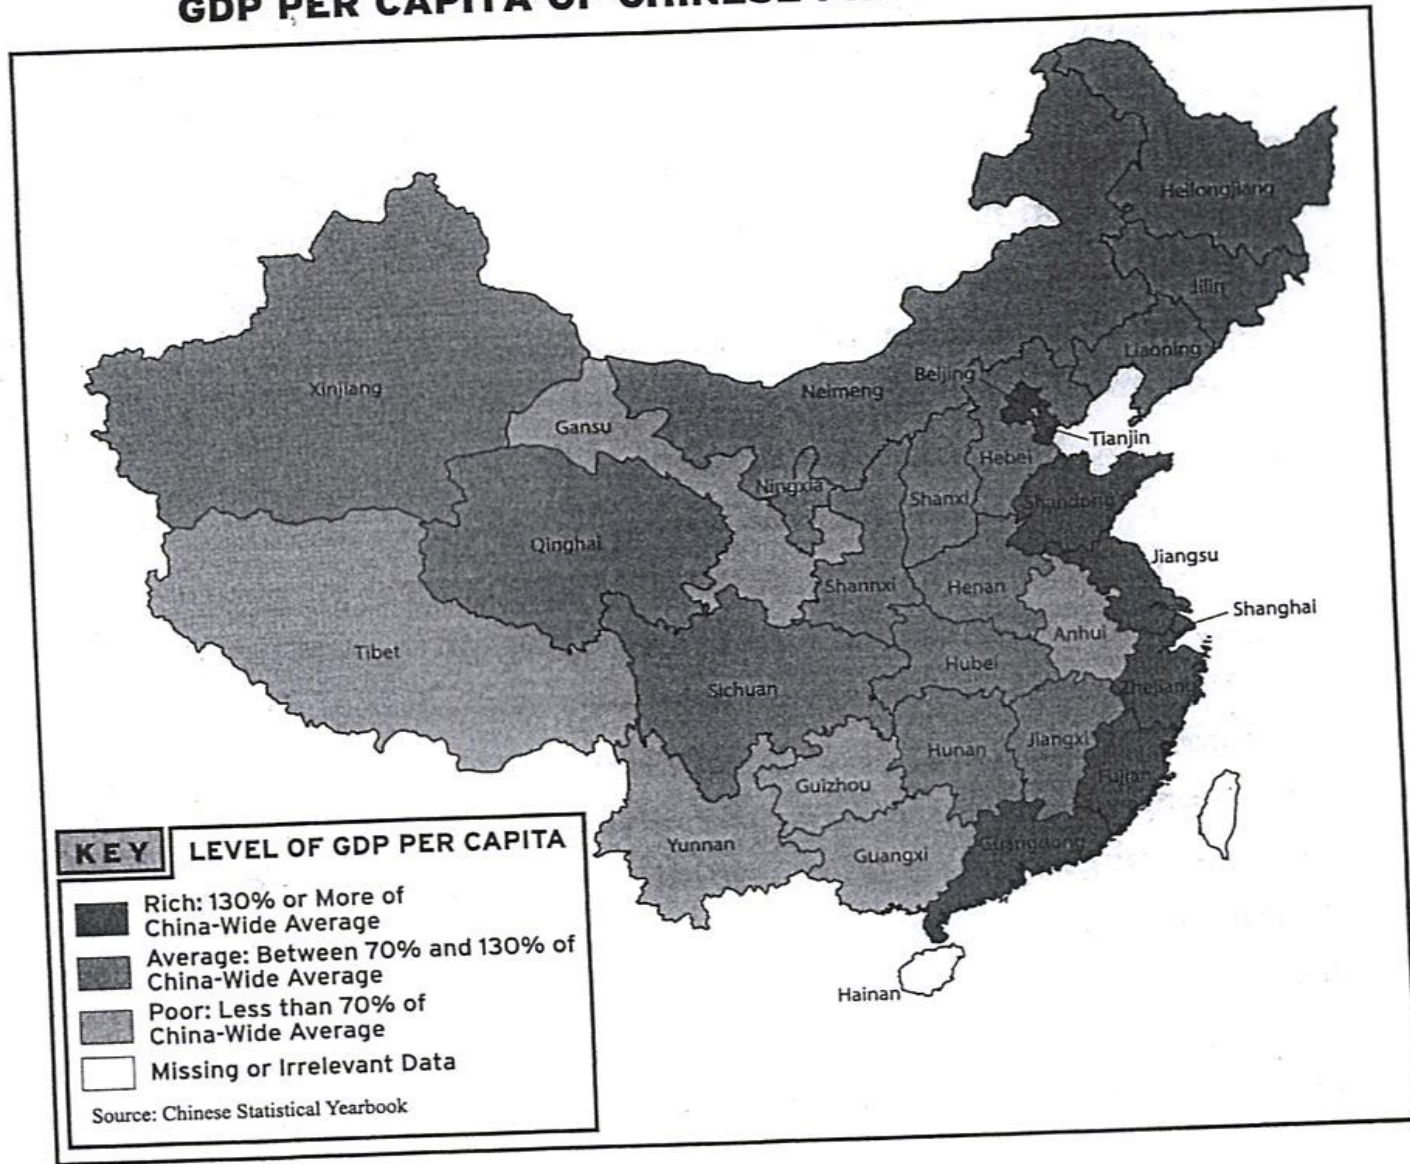 GDP PER CAPITA OF CHINESE
Heilongjiang
Jilin
Liaoning
Beijing
Neimeng
Xinjiang
Gansu
Tianjin
Hebei
Ningxia
Shanxi
Shandong
Qinghai
Jiangsu
Shannxi
Henan
Shanghai
Anhui
Tibet
Hubei
Sichuan
Zhejiang
Jiangxi
Hunan
Fujian
Guizhou
Yunnan
Guangxi
Guangdong
Hainan
KEY
LEVEL OF GDP PER CAPITA
Rich: 130% or More of
China-Wide Average
Average: Between 70% and 130% of
China-Wide Average
Poor: Less than 70% of
China-Wide Average
Missing or Irrelevant Data
Source: Chinese Statistical Yearbook